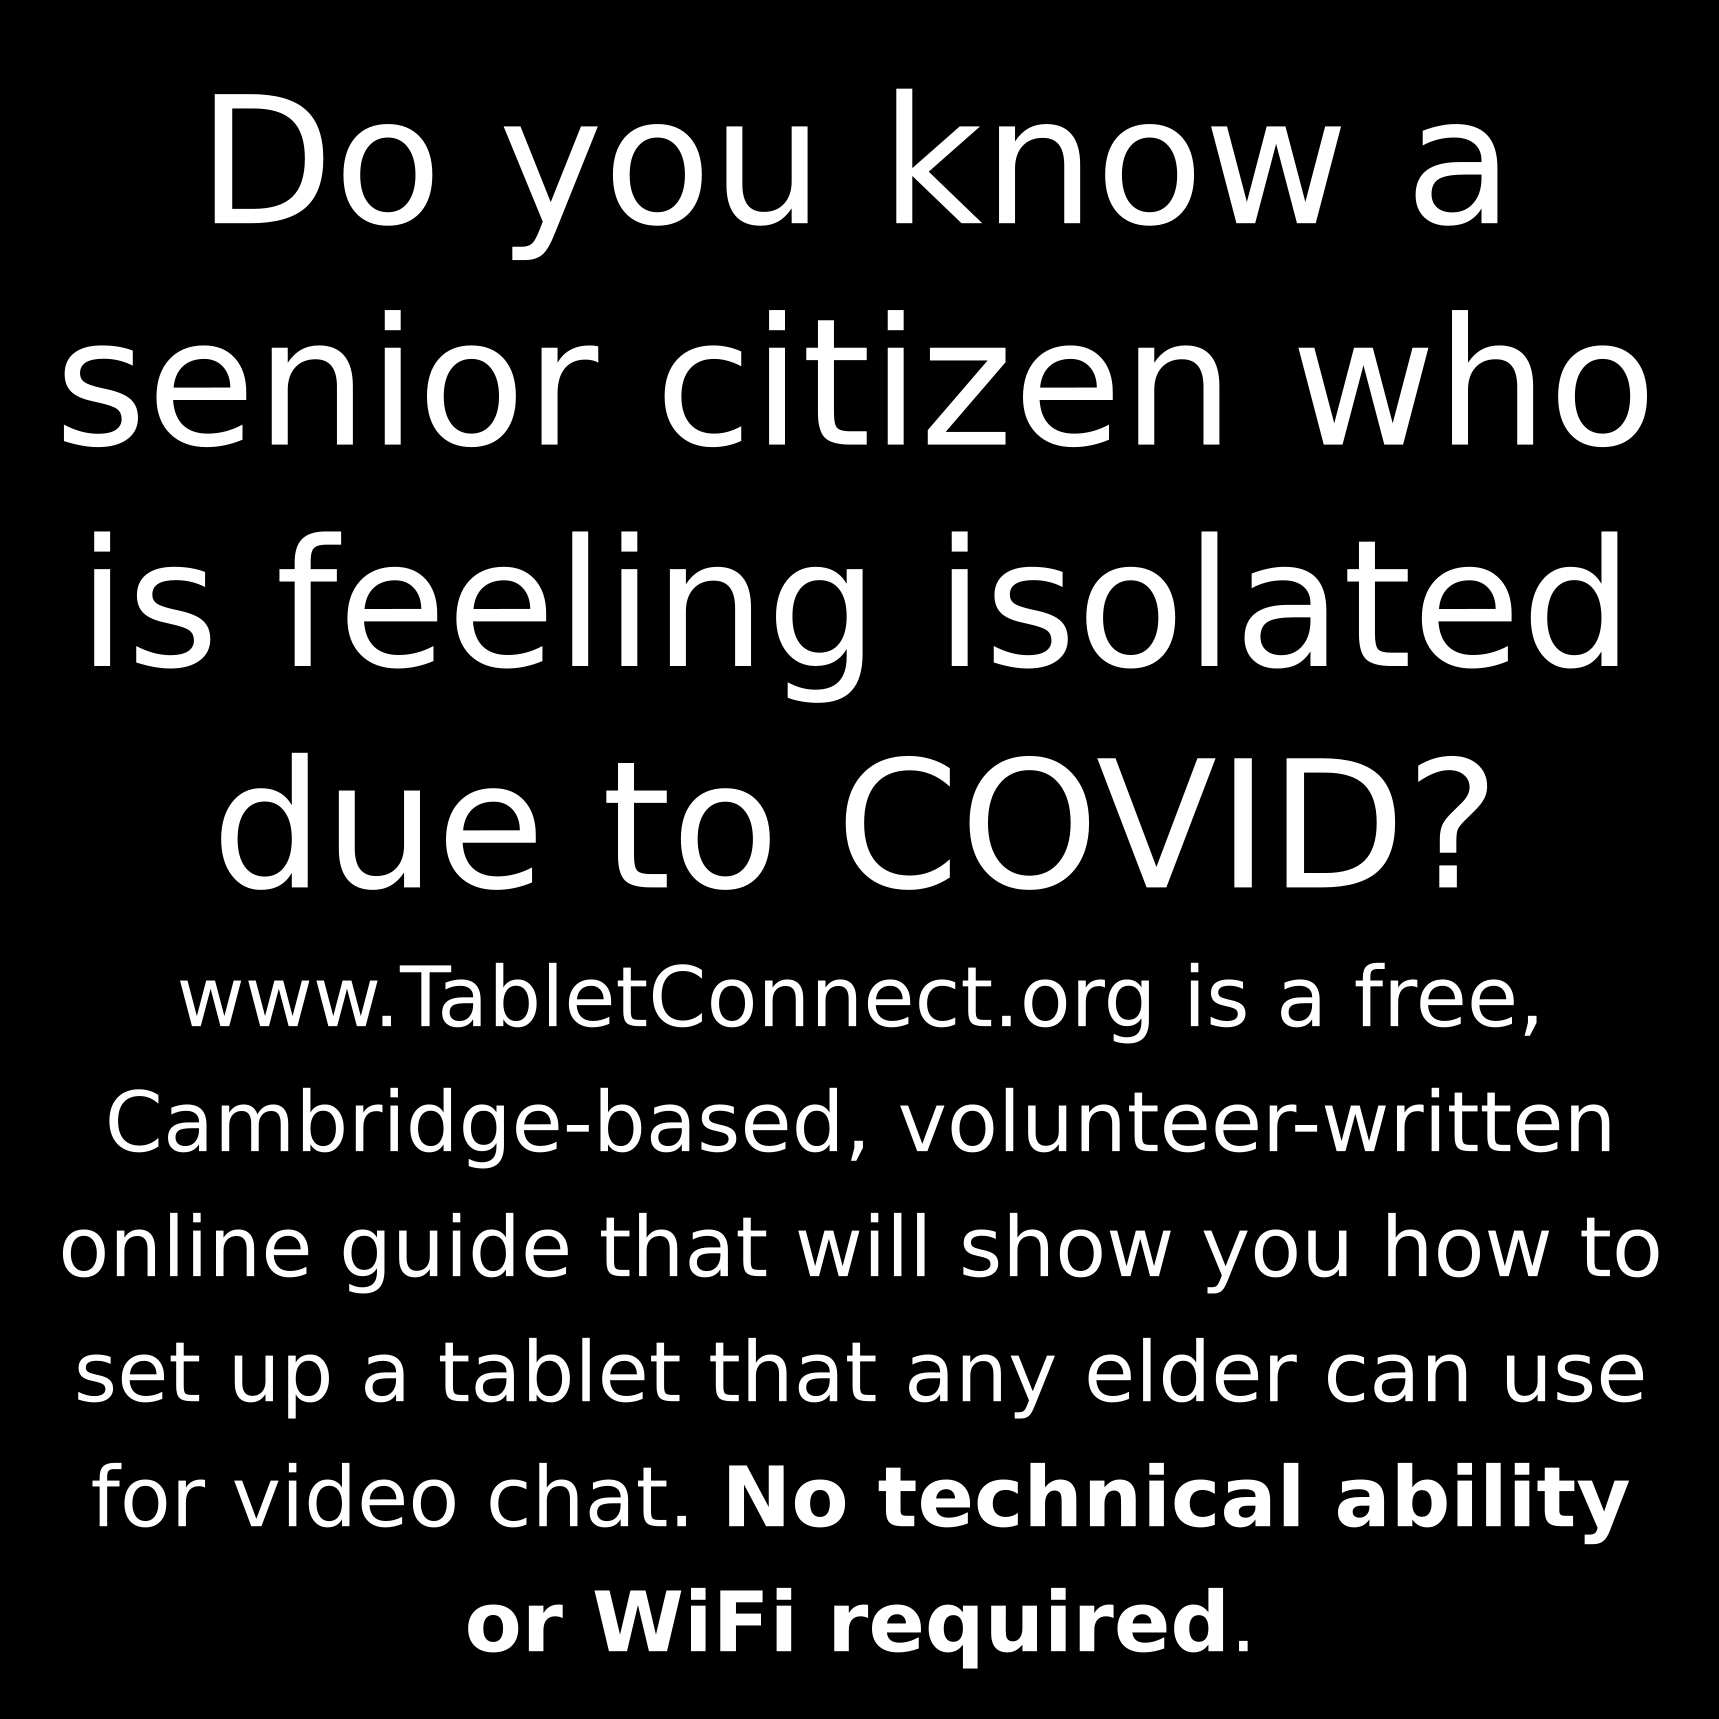 Do you know a
senior citizen who
is feeling isolated
due to COVID?
www.TabletConnect.org is a free,
Cambridge-based, volunteer-written
online guide that will show you how to
set up a tablet that any elder can use
for video chat. No technical ability
or WiFi required.